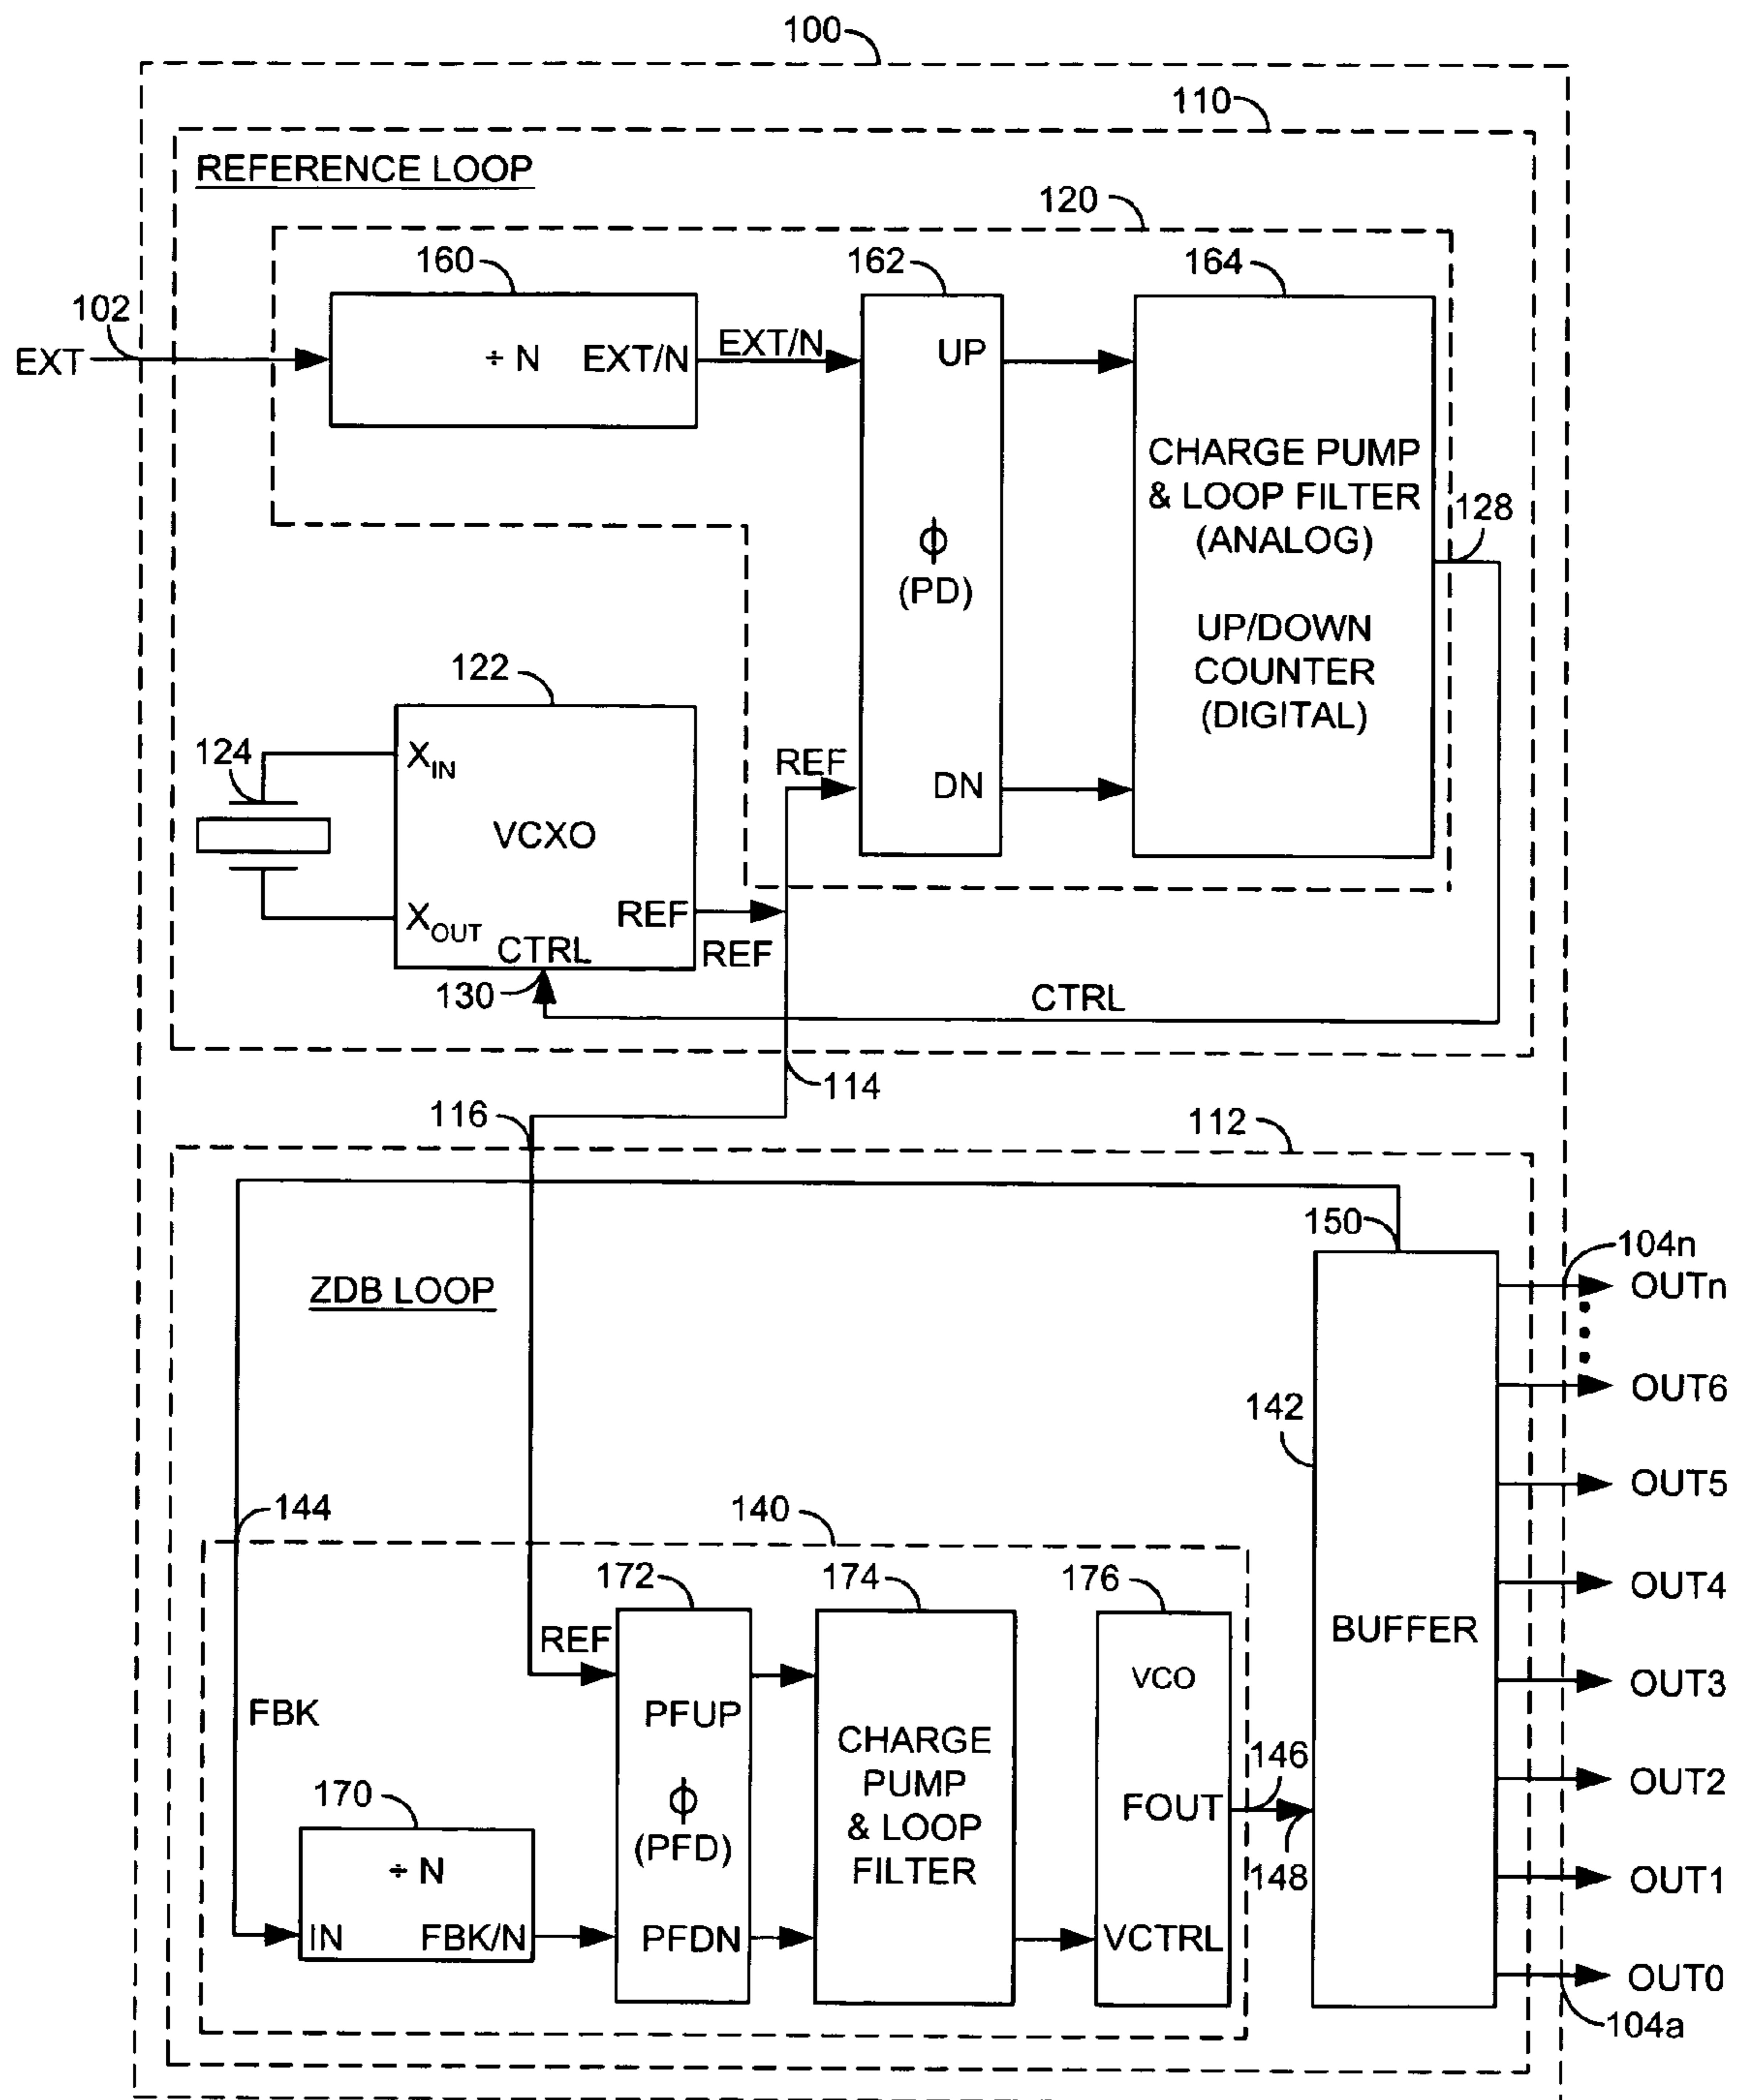 100
110
REFERENCE LOOP
120
160
162
164
102
EXT
÷ N
EXT/N
EXT/N
UP
CHARGE PUMP
& LOOP FILTER
(ANALOG)
128
ϕ
(PD)
UP/DOWN
COUNTER
(DIGITAL)
122
124
XIN
REF
DN
VCXO
XOUT
REF
CTRL
REF
130
CTRL
114
116
112
150
104n
ZDB LOOP
OUTn
OUT6
142
OUT5
144
140
172
174
176
OUT4
REF
BUFFER
VCO
OUT3
FBK
PFUP
CHARGE
PUMP
& LOOP
FILTER
146
OUT2
170
ϕ
(PFD)
FOUT
÷ N
148
OUT1
IN
FBK/N
PFDN
VCTRL
OUT0
104a